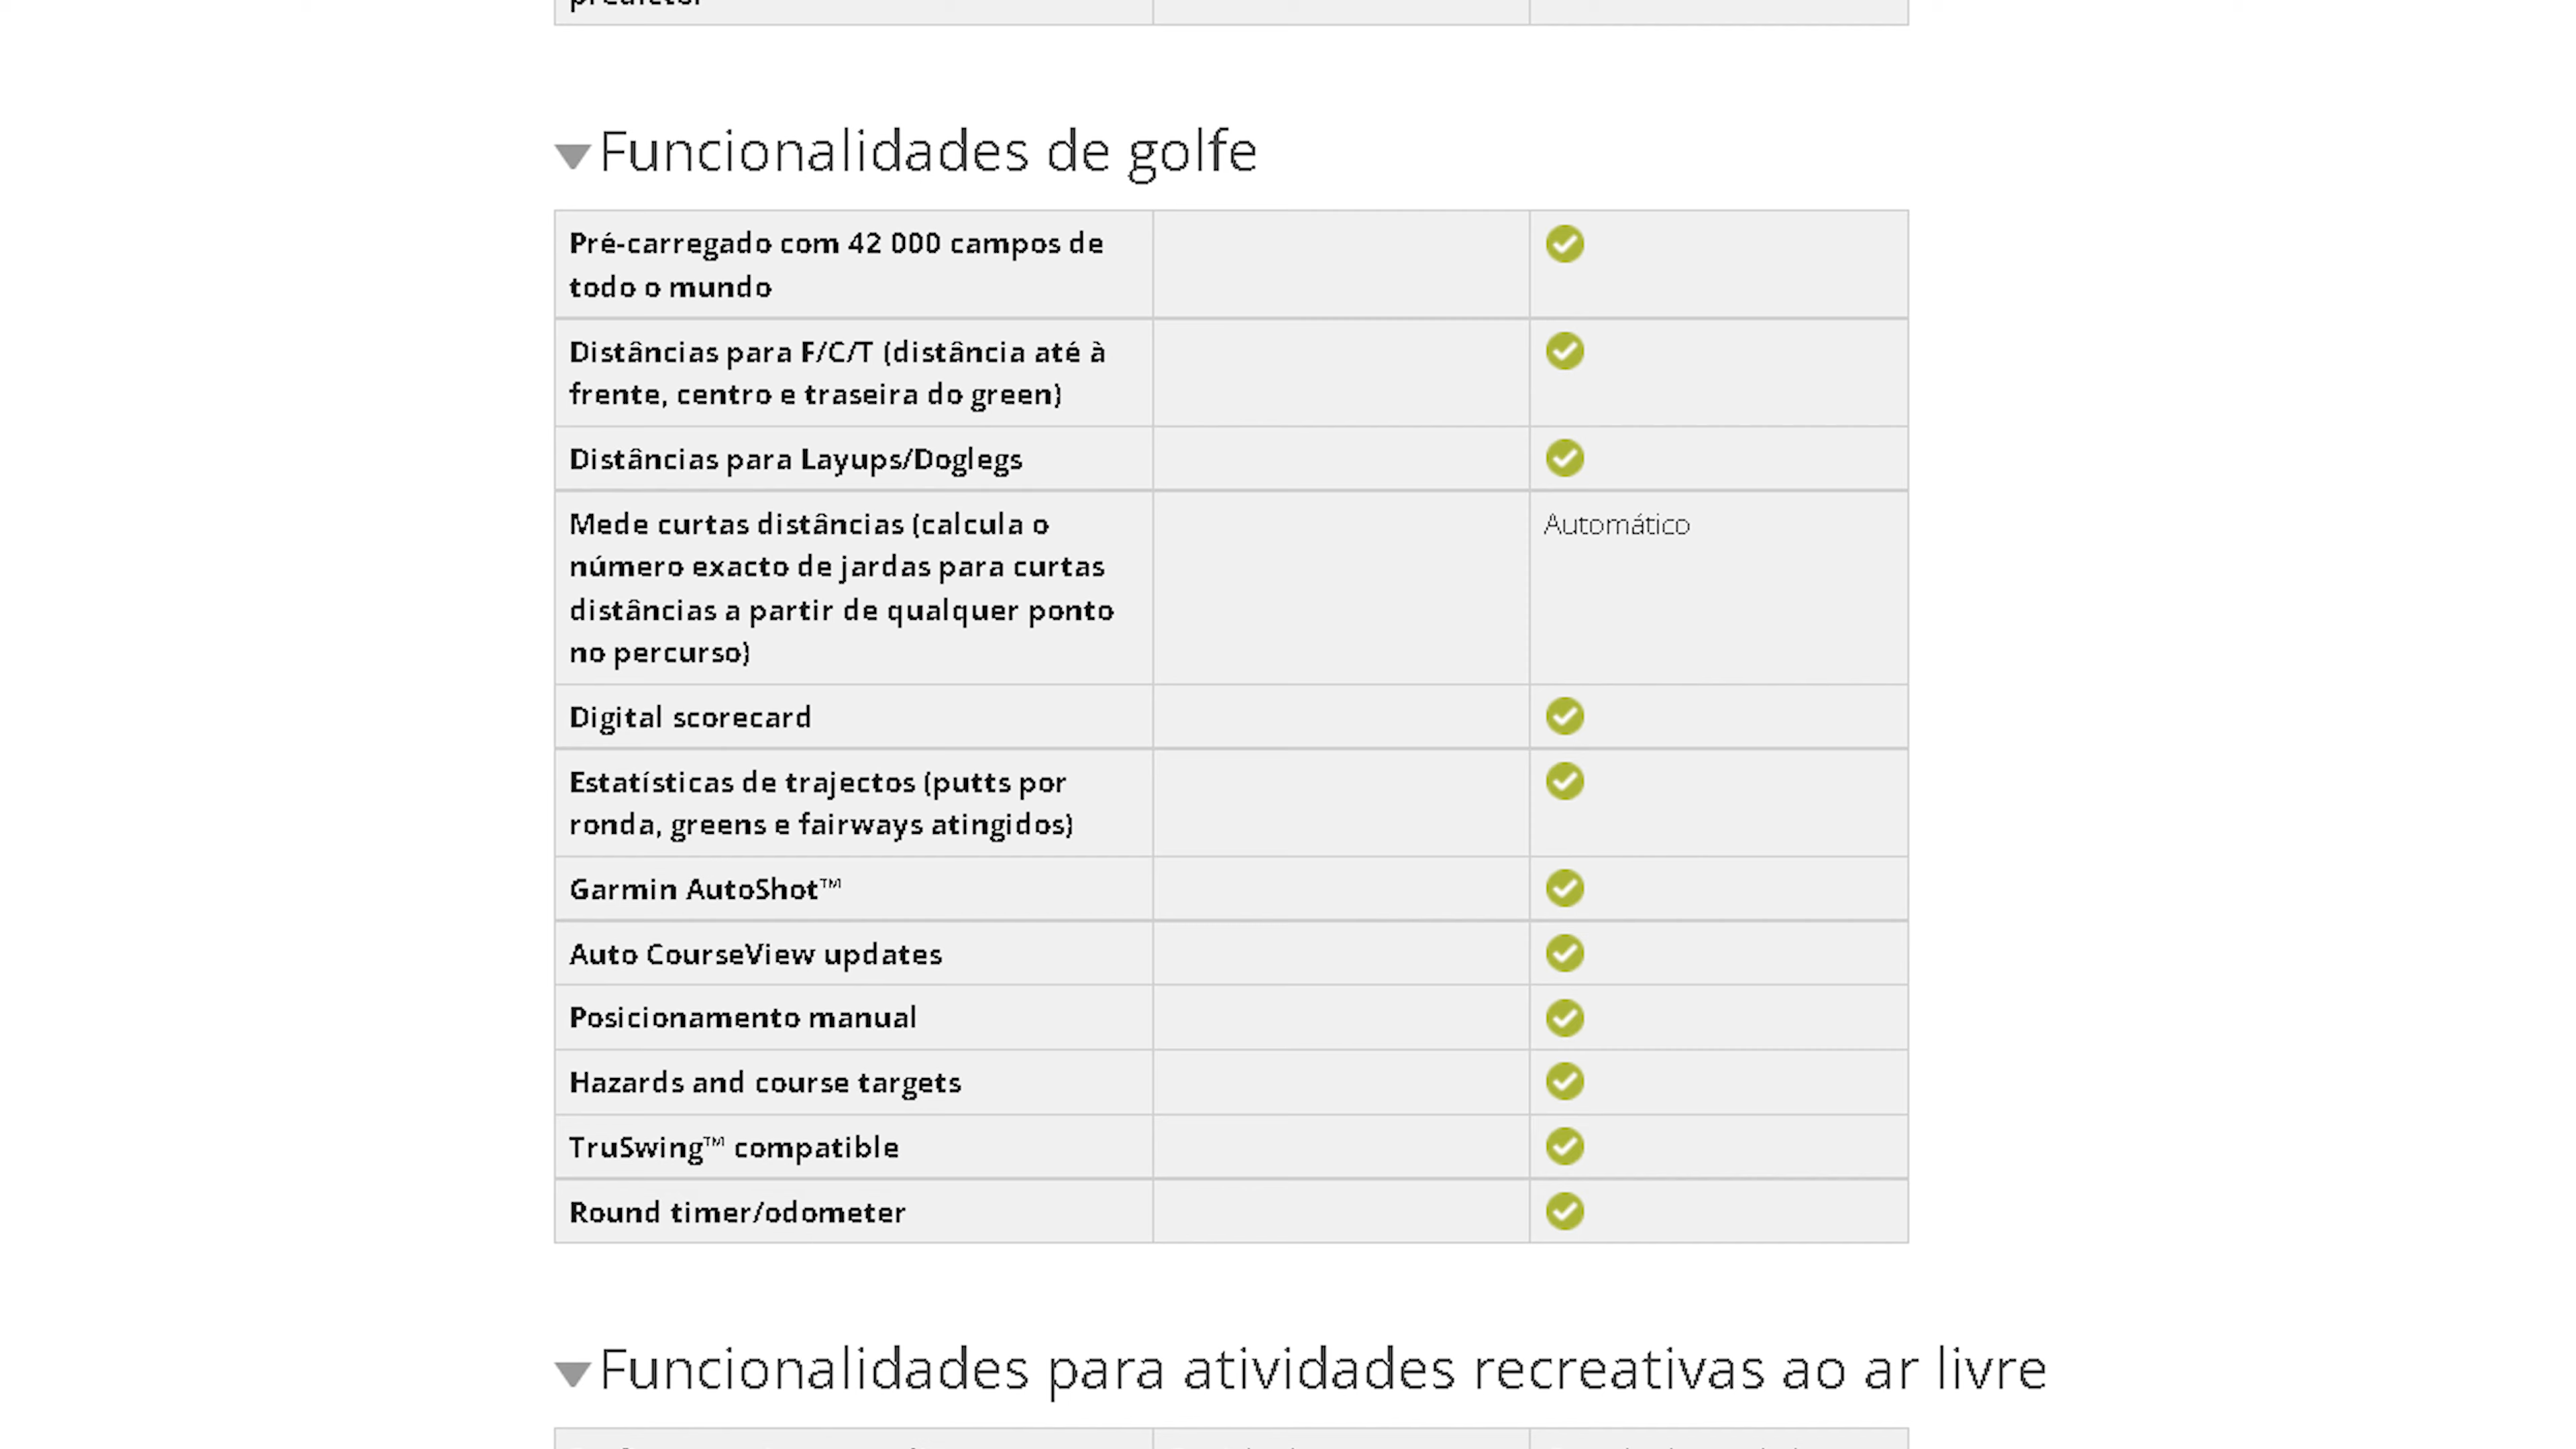 predictor
Funcionalidades de golfe
Pré-carregado com 42 000 campos de
todo o mundo
Distâncias para F/C/T (distância até à
frente, centro e traseira do green)
Distâncias para Layups/Doglegs
Mede curtas distâncias (calcula o
número exacto de jardas para curtas
distâncias a partir de qualquer ponto
no percurso)
Automático
Digital scorecard
Estatísticas de trajectos (putts por
ronda, greens e fairways atingidos)
Garmin AutoShot™
Auto CourseView updates
Posicionamento manual
Hazards and course targets
TruSwing™ compatible
Round timer/odometer
Funcionalidades para atividades recreativas ao ar livre